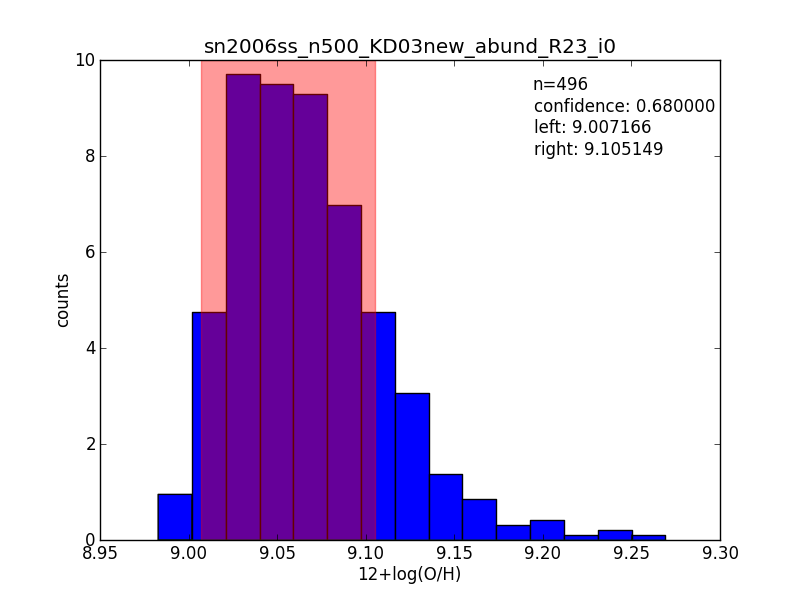 sn2006ss_n500_KD03new_abund_R23_i0
10
8
6
4
2
0
counts
n=496
confidence: 0.680000
left: 9.007166
right: 9.105149
8.95 9.00 9.05 9.10 9.15 9.20 9.25 9.30
12+log(O/H)